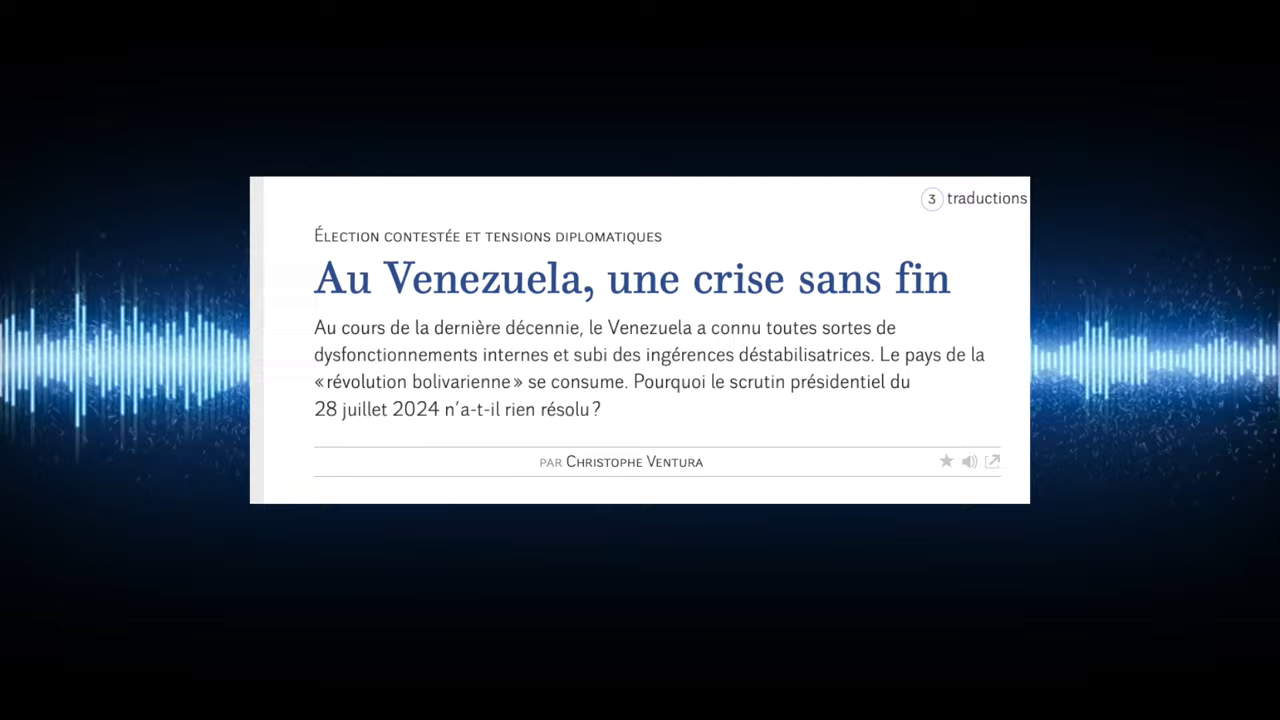 3 traductions
Élection contestée et tensions diplomatiques
Au Venezuela, une crise sans fin
Au cours de la dernière décennie, le Venezuela a connu toutes sortes de
dysfonctionnements internes et subi des ingérences déstabilisatrices. Le pays de la
« révolution bolivarienne » se consume. Pourquoi le scrutin présidentiel du
28 juillet 2024 n’a-t-il rien résolu ?
par Christophe Ventura